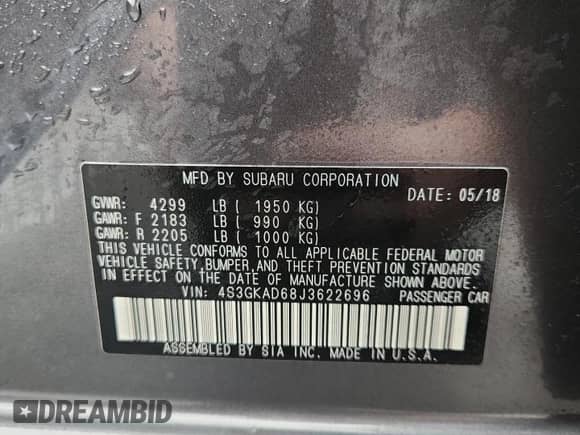 MFD BY SUBARU CORPORATION
DATE: 05/18
GVWR: 4299 LB ( 1950 KG)
GAWR: F 2183 LB ( 990 KG)
GAWR: R 2205 LB ( 1000 KG)
THIS VEHICLE CONFORMS TO ALL APPLICABLE FEDERAL MOTOR
VEHICLE SAFETY, BUMPER, AND THEFT PREVENTION STANDARDS
IN EFFECT ON THE DATE OF MANUFACTURE SHOWN ABOVE.
VIN: 4S3GKAD68J3622696 PASSENGER CAR
ASSEMBLED BY SIA INC. MADE IN U.S.A.
DREAMBID